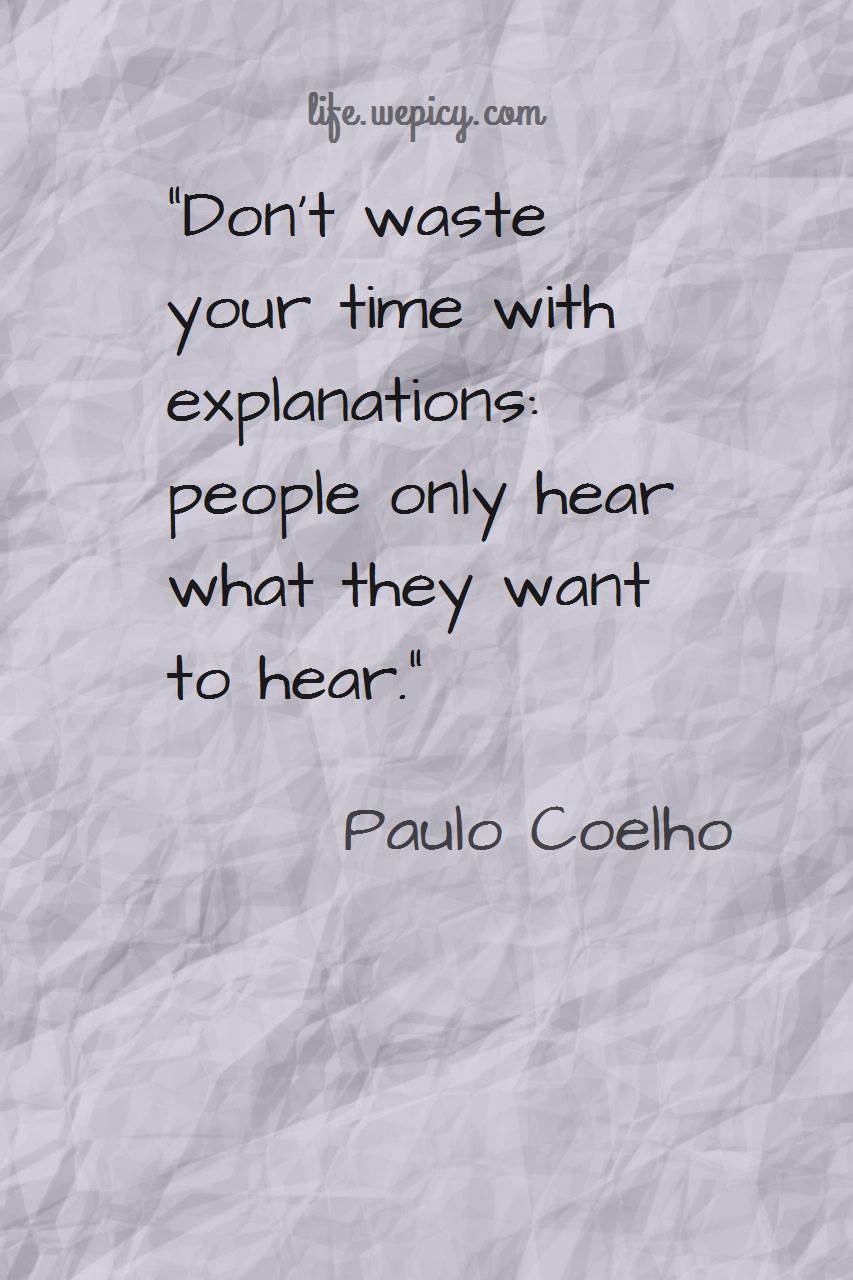 life.wepicy.com
"Don't waste
your time with
explanations:
people only hear
what they want
to hear."
Paulo Coelho